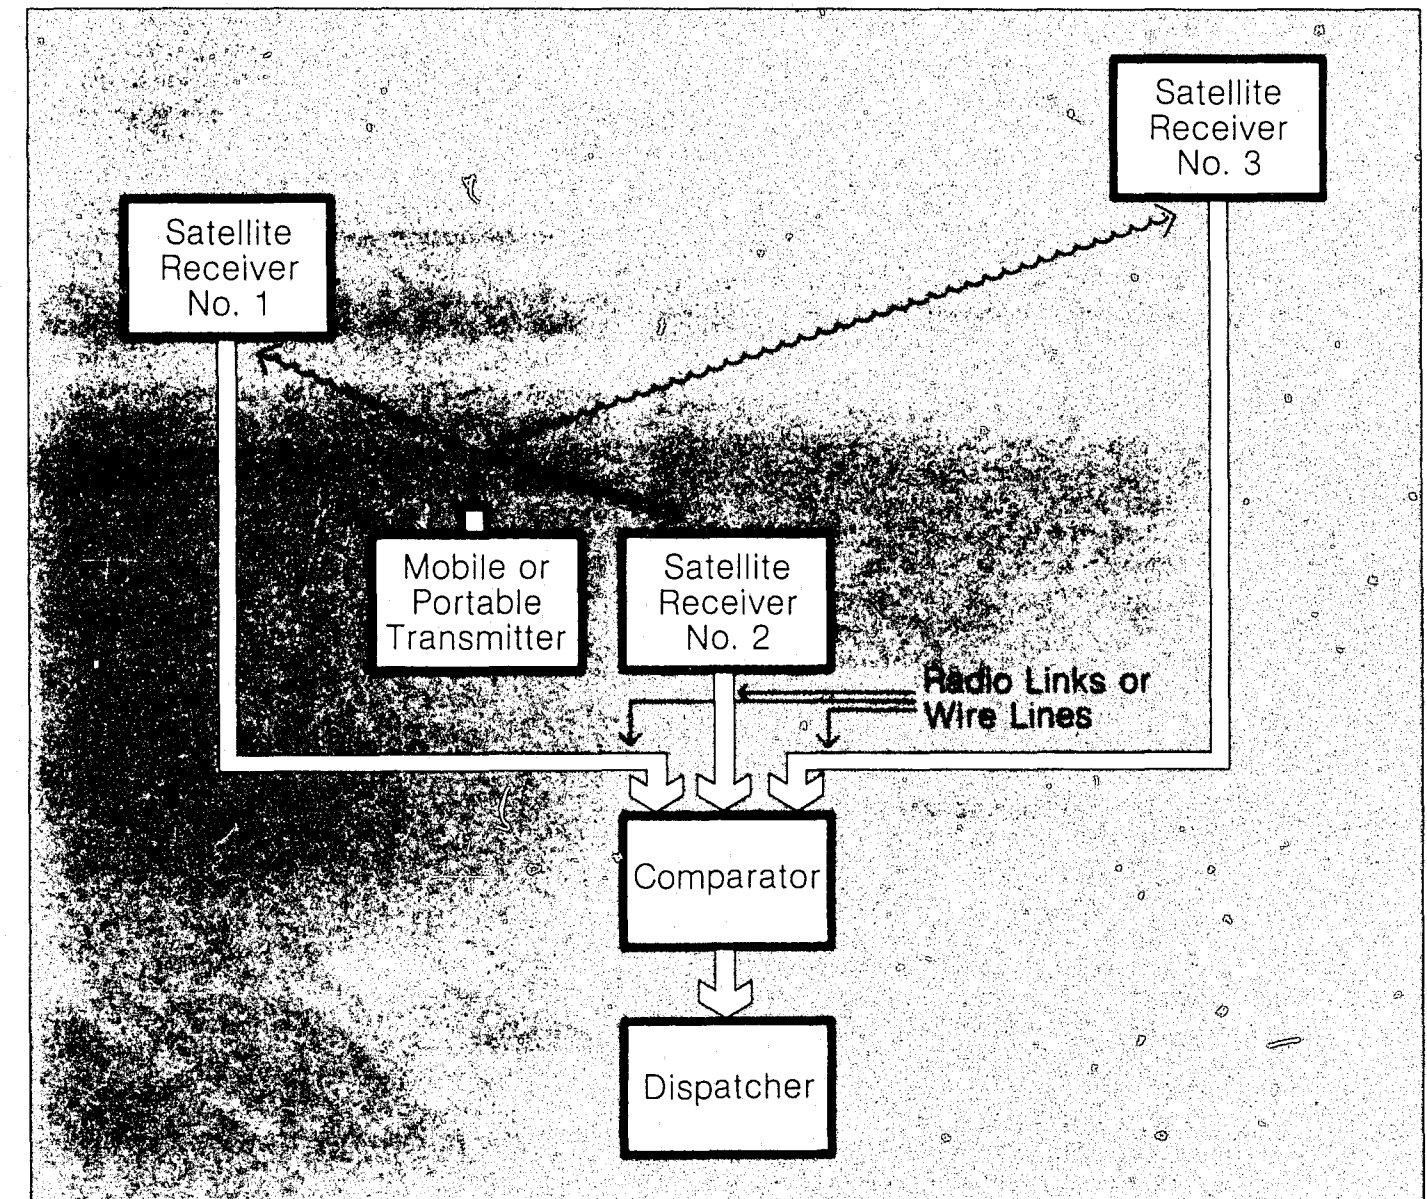 Satellite
Receiver
No. 3
Satellite
Receiver
No. 1
Mobile or
Portable
Transmitter
Satellite
Receiver
No. 2
Radio Links or
Wire Lines
Comparator
Dispatcher